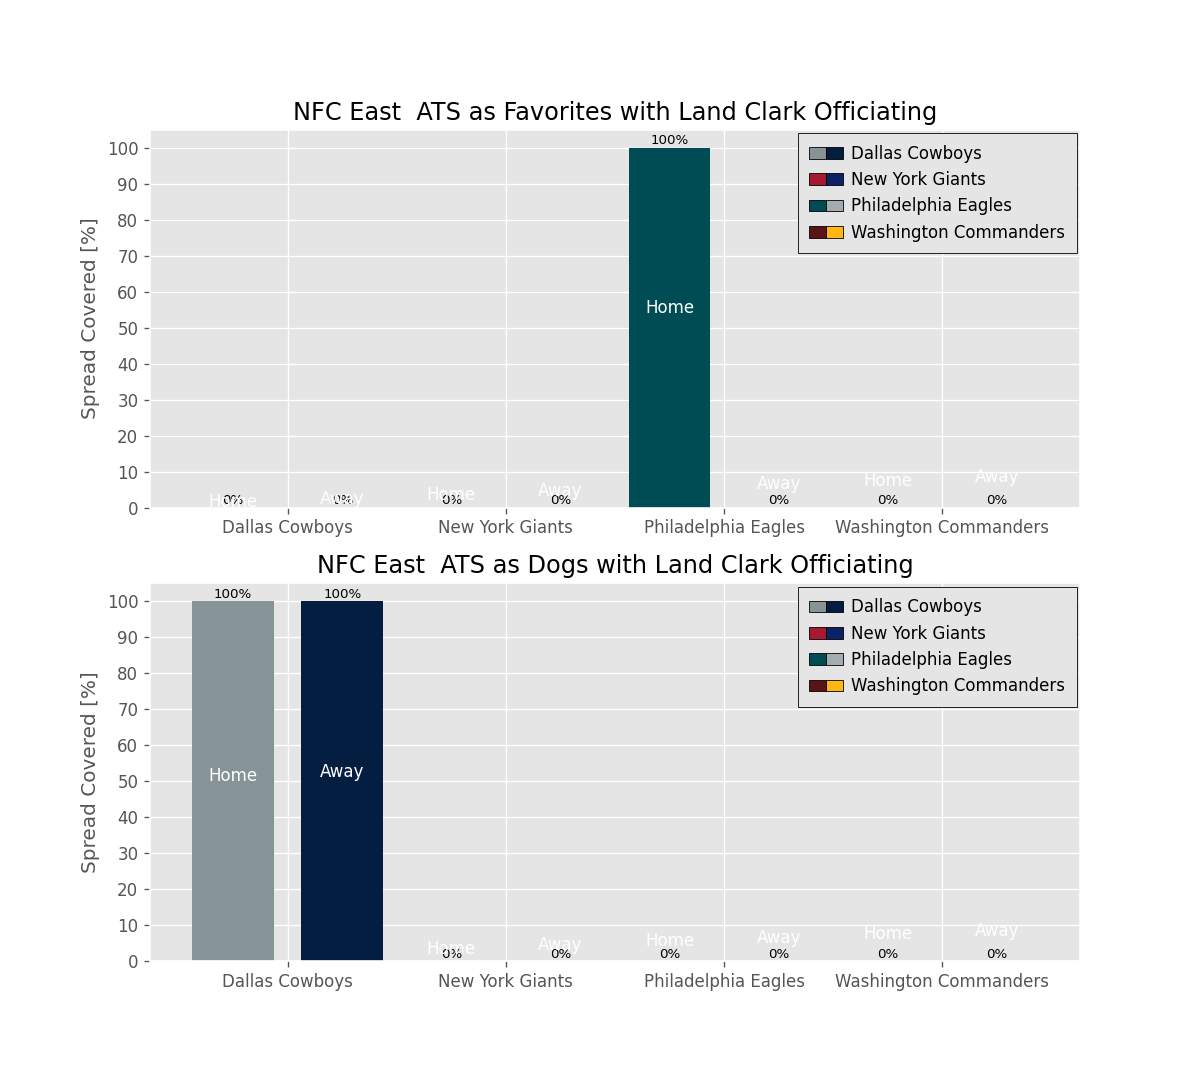 NFC East  ATS as Favorites with Land Clark Officiating
100%
100
90
80
70
60
50
40
30
20
10
0
Spread Covered [%]
Dallas Cowboys
New York Giants
Philadelphia Eagles
Washington Commanders
Home
Home 0%
Away 0%
Home 0%
Away 0%
Away 0%
Home 0%
Away 0%
Dallas Cowboys
New York Giants
Philadelphia Eagles
Washington Commanders
NFC East  ATS as Dogs with Land Clark Officiating
100%
100%
100
90
80
70
60
50
40
30
20
10
0
Spread Covered [%]
Dallas Cowboys
New York Giants
Philadelphia Eagles
Washington Commanders
Home
Away
Home 0%
Away 0%
Home 0%
Away 0%
Home 0%
Away 0%
Dallas Cowboys
New York Giants
Philadelphia Eagles
Washington Commanders